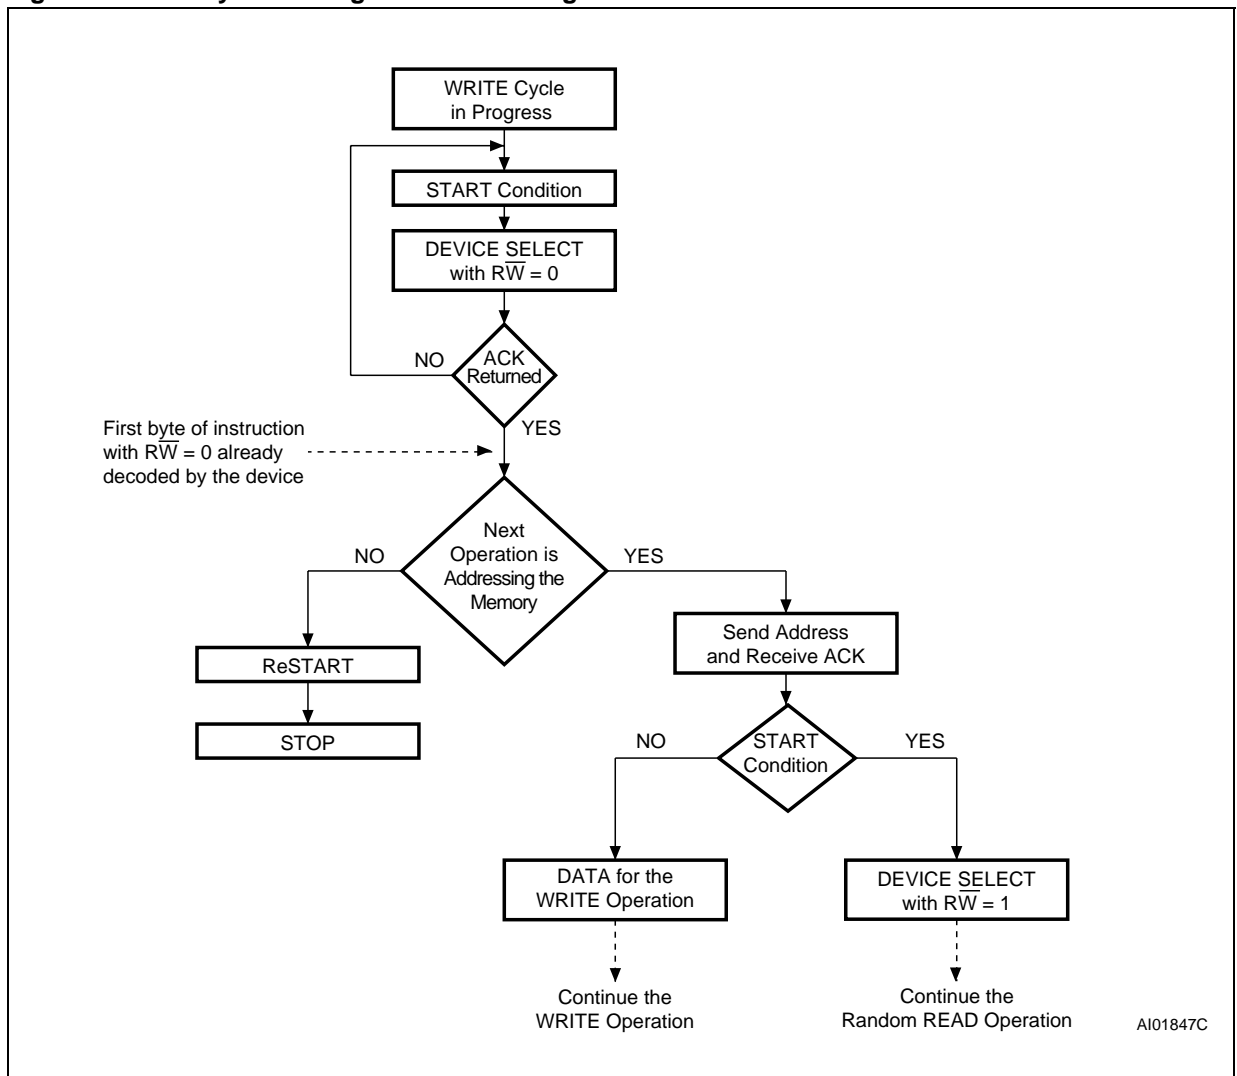 WRITE Cycle
in Progress
START Condition
DEVICE SELECT
with RW̅ = 0
ACK
Returned
NO
YES
First byte of instruction
with RW̅ = 0 already
decoded by the device
Next
Operation is
Addressing the
Memory
NO
YES
ReSTART
STOP
Send Address
and Receive ACK
START
Condition
NO
YES
DATA for the
WRITE Operation
DEVICE SELECT
with RW̅ = 1
Continue the
WRITE Operation
Continue the
Random READ Operation
AI01847C